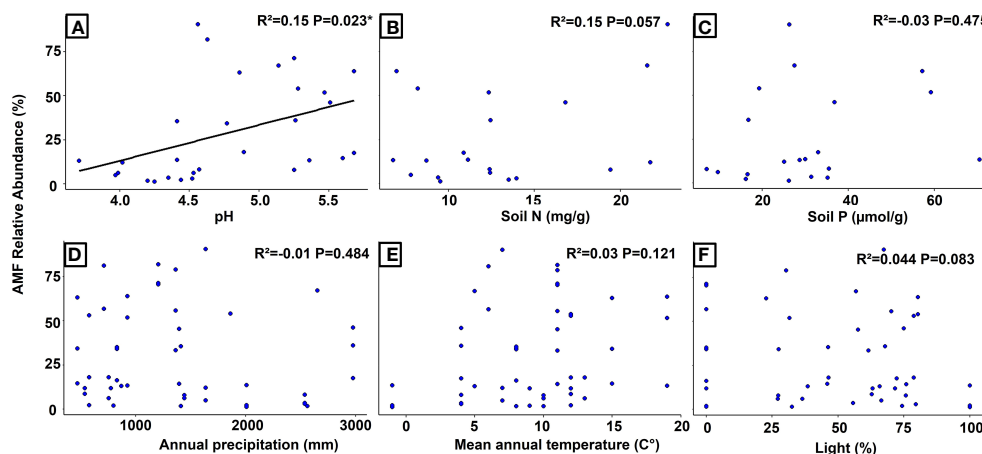 A
R²=0.15 P=0.023*
B
R²=0.15 P=0.057
C
R²=-0.03 P=0.475
AMF Relative Abundance (%)
75
50
25
0
4.0 4.5 5.0 5.5
pH
10 15 20
Soil N (mg/g)
20 40 60
Soil P (µmol/g)
D
R²=-0.01 P=0.484
E
R²=0.03 P=0.121
F
R²=0.044 P=0.083
75
50
25
0
1000 2000 3000
Annual precipitation (mm)
0 5 10 15 20
Mean annual temperature (C°)
0 25 50 75 100
Light (%)